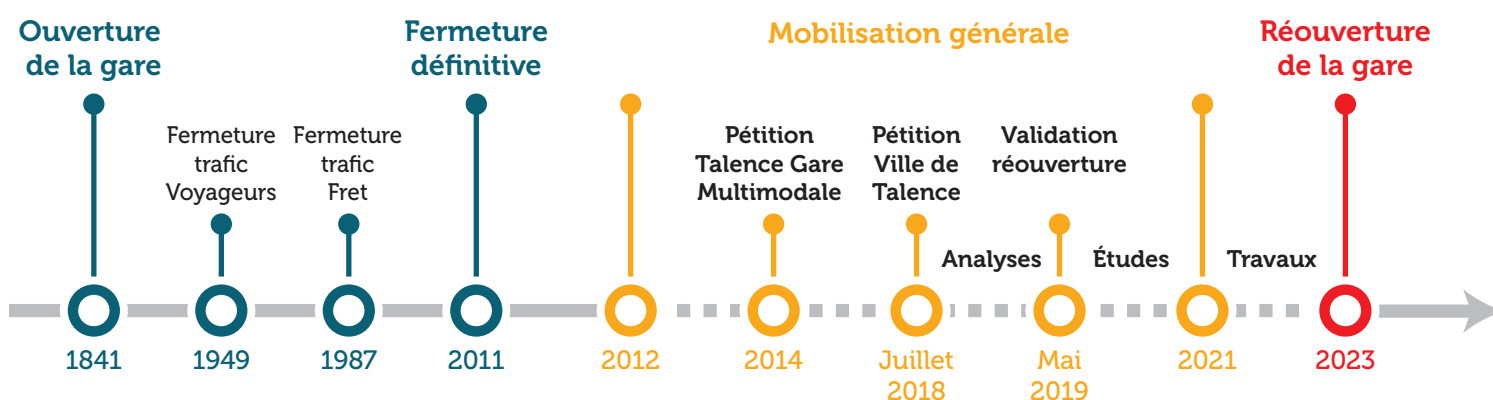 Ouverture
de la gare
Fermeture
définitive
Mobilisation générale
Réouverture
de la gare
Fermeture
trafic
Voyageurs
Fermeture
trafic
Fret
Pétition
Talence Gare
Multimodale
Pétition
Ville de
Talence
Validation
réouverture
Analyses
Études
Travaux
1841
1949
1987
2011
2012
2014
Juillet
2018
Mai
2019
2021
2023